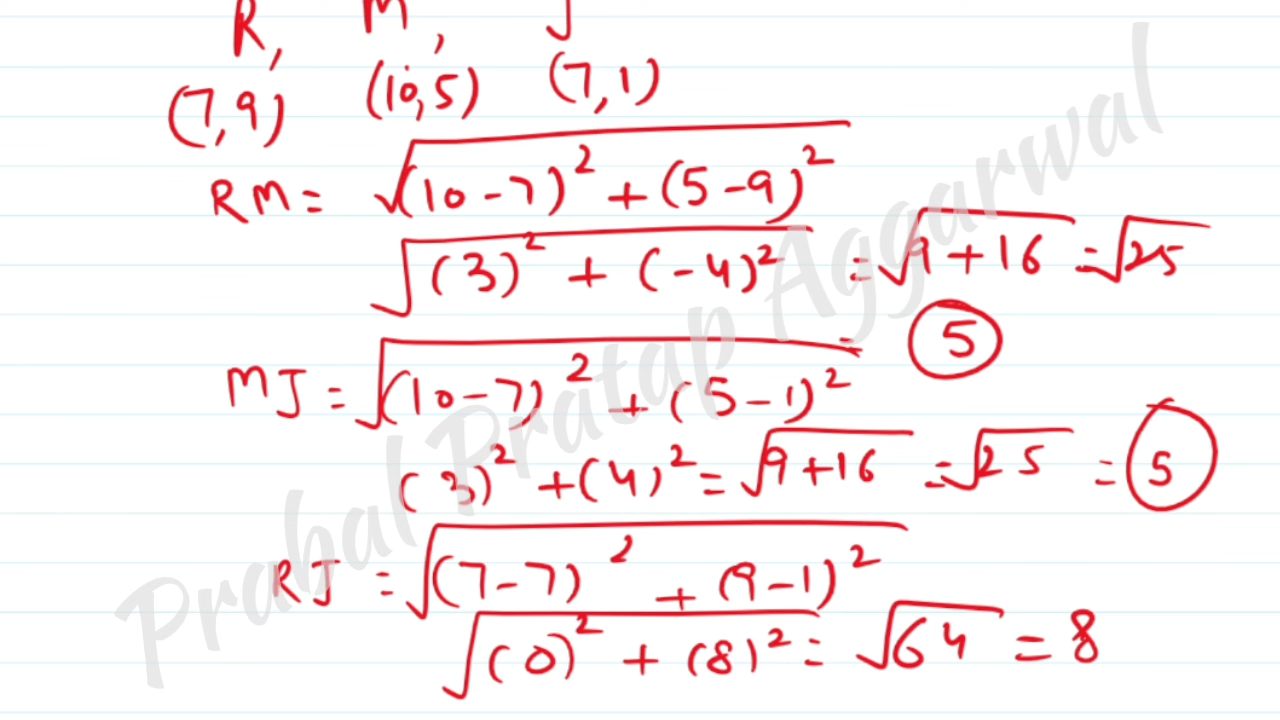 R, M, J
(7,9) (10,5) (7,1)
RM = √(10-7)² + (5-9)²
√(3)² + (-4)² = √9+16 = √25
= 5
MJ = √(10-7)² + (5-1)²
(3)² + (4)² = √9+16 = √25 = 5
RJ = √(7-7)² + (9-1)²
√(0)² + (8)² = √64 = 8
Prabal Pratap Aggarwal